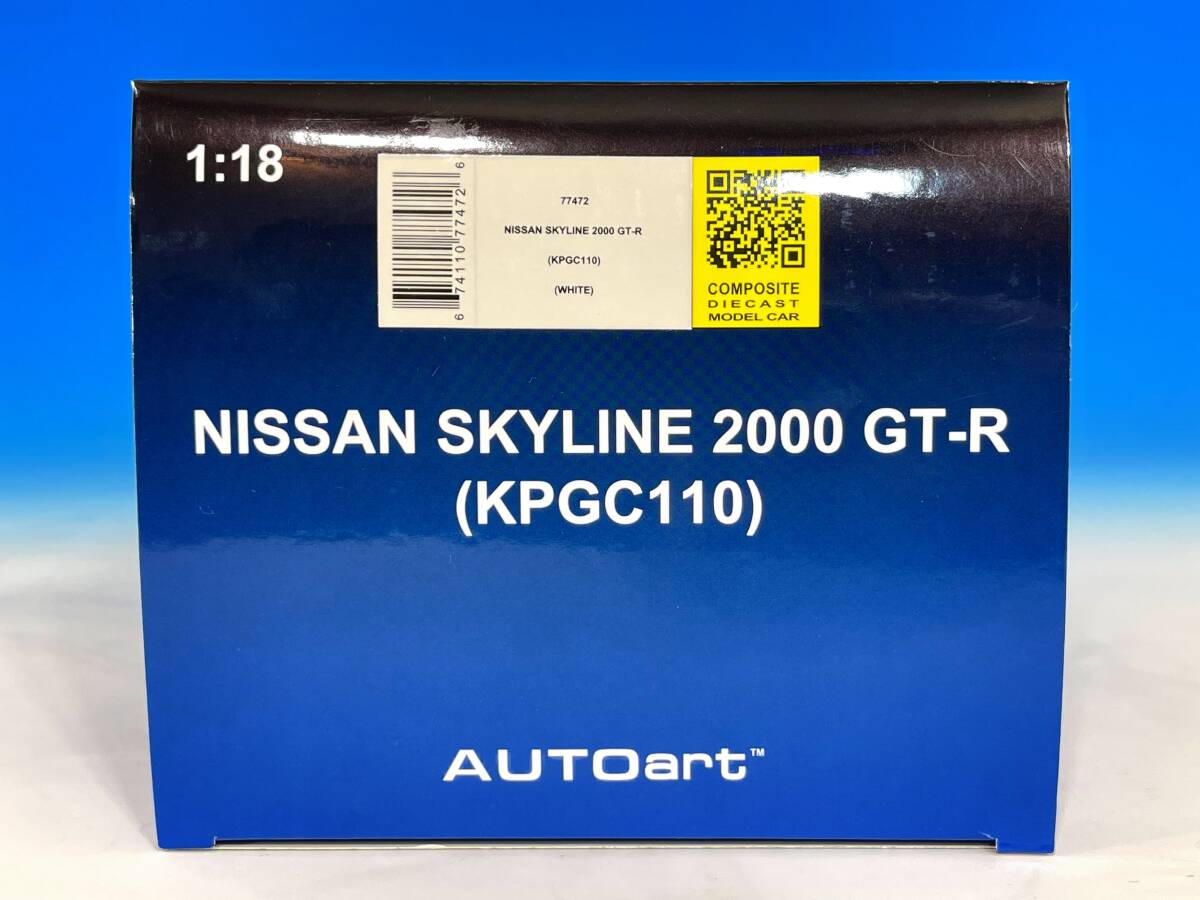 1:18
6 74110 77472 6
77472
NISSAN SKYLINE 2000 GT-R
(KPGC110)
(WHITE)
COMPOSITE
DIECAST
MODEL CAR
NISSAN SKYLINE 2000 GT-R
(KPGC110)
AUTOart™